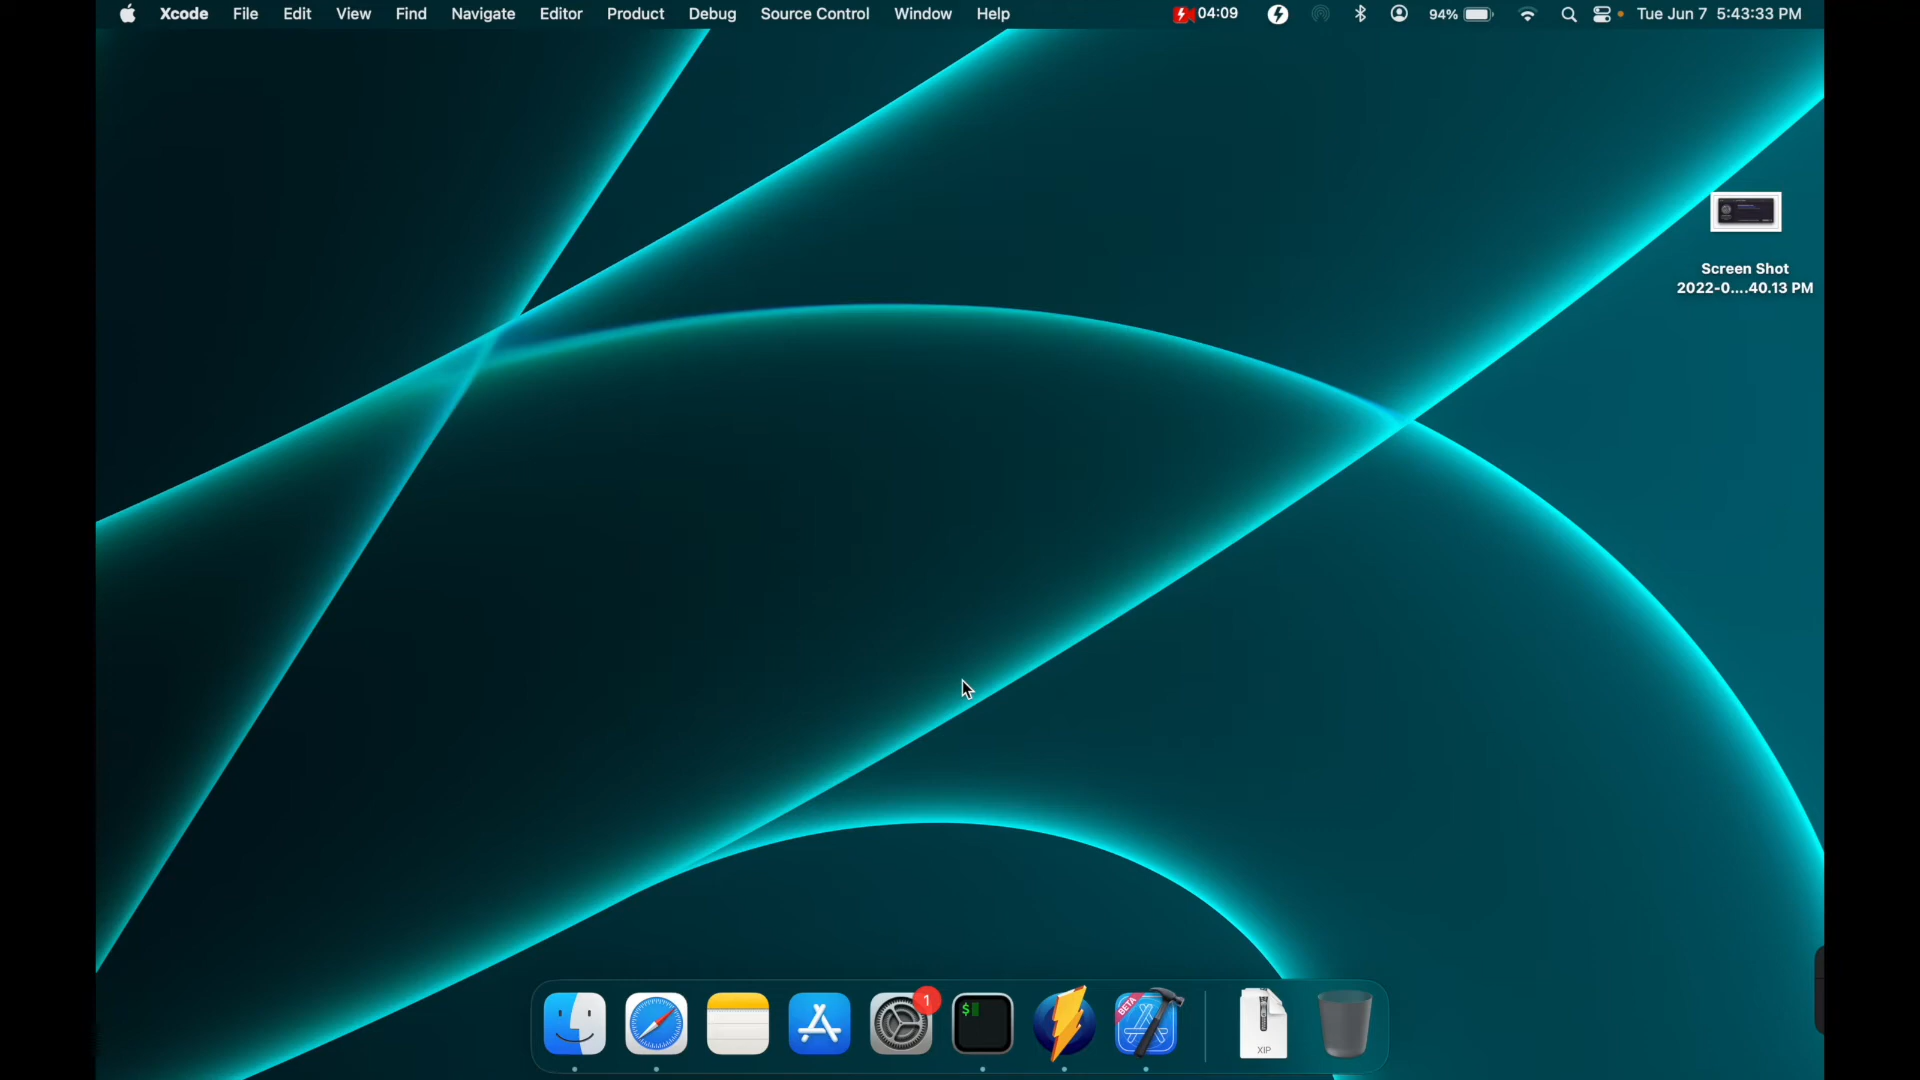 Xcode File Edit View Find Navigate Editor Product Debug Source Control Window Help 04:09 94% Tue Jun 7 5:43:33 PM
Screen Shot
2022-0....40.13 PM
1
$
BETA
XIP